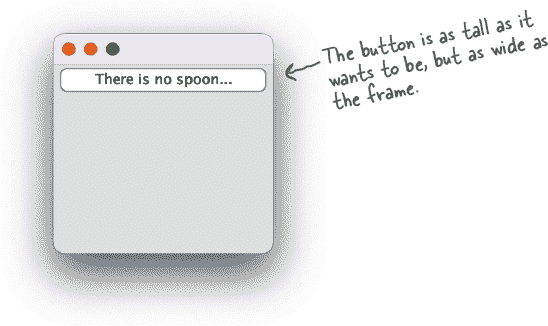 There is no spoon...
The button is as tall as it
wants to be, but as wide as
the frame.